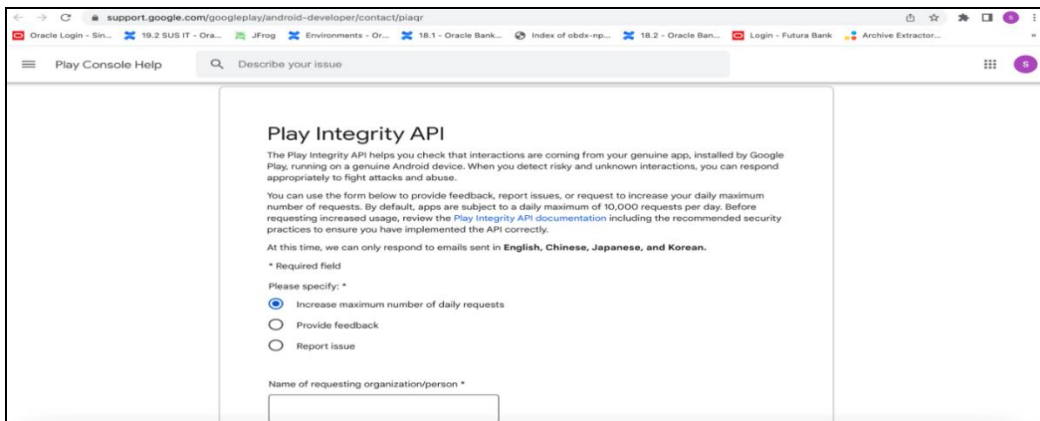 support.google.com/googleplay/android-developer/contact/piaqr
Oracle Login - Sin... 19.2 SUS IT - Ora... JFrog Environments - Or... 18.1 - Oracle Bank... Index of obdx-np... 18.2 - Oracle Ban... Login - Futura Bank Archive Extractor... »
Play Console Help Describe your issue S
Play Integrity API
The Play Integrity API helps you check that interactions are coming from your genuine app, installed by Google
Play, running on a genuine Android device. When you detect risky and unknown interactions, you can respond
appropriately to fight attacks and abuse.
You can use the form below to provide feedback, report issues, or request to increase your daily maximum
number of requests. By default, apps are subject to a daily maximum of 10,000 requests per day. Before
requesting increased usage, review the Play Integrity API documentation including the recommended security
practices to ensure you have implemented the API correctly.
At this time, we can only respond to emails sent in English, Chinese, Japanese, and Korean.
* Required field
Please specify: *
Increase maximum number of daily requests
Provide feedback
Report issue
Name of requesting organization/person *